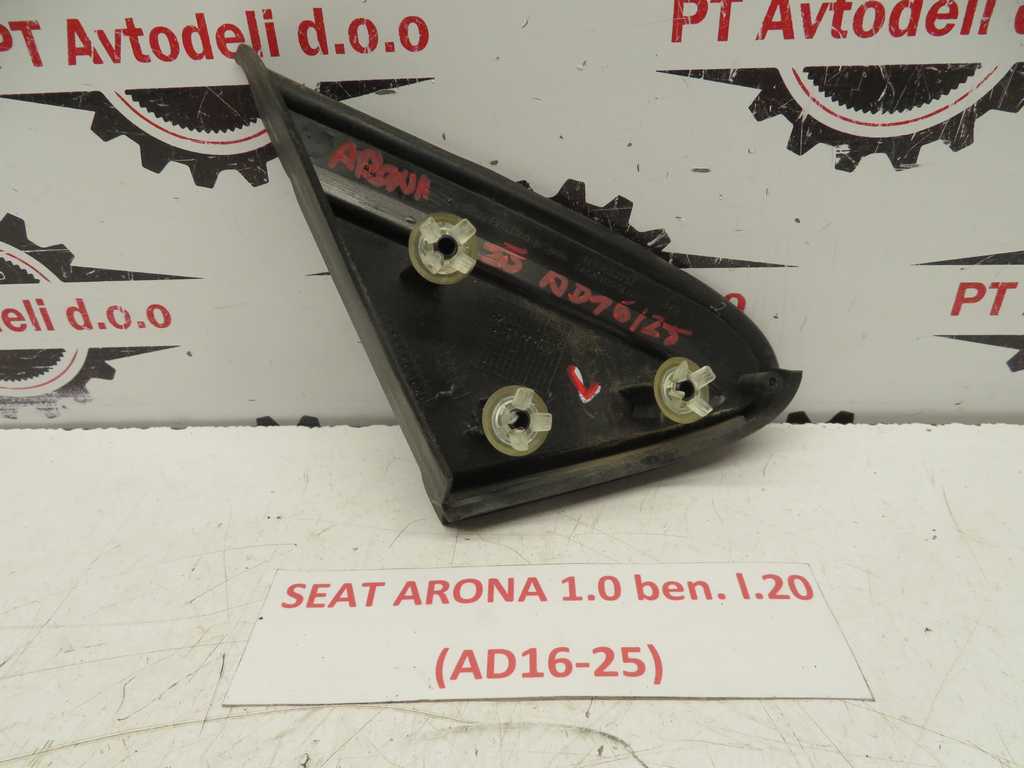 PT Avtodeli d.o.o
PT Avtodeli d
ARONA
AD16/25
L
deli d.o.o
.o
PT
SEAT ARONA 1.0 ben. l.20
(AD16-25)